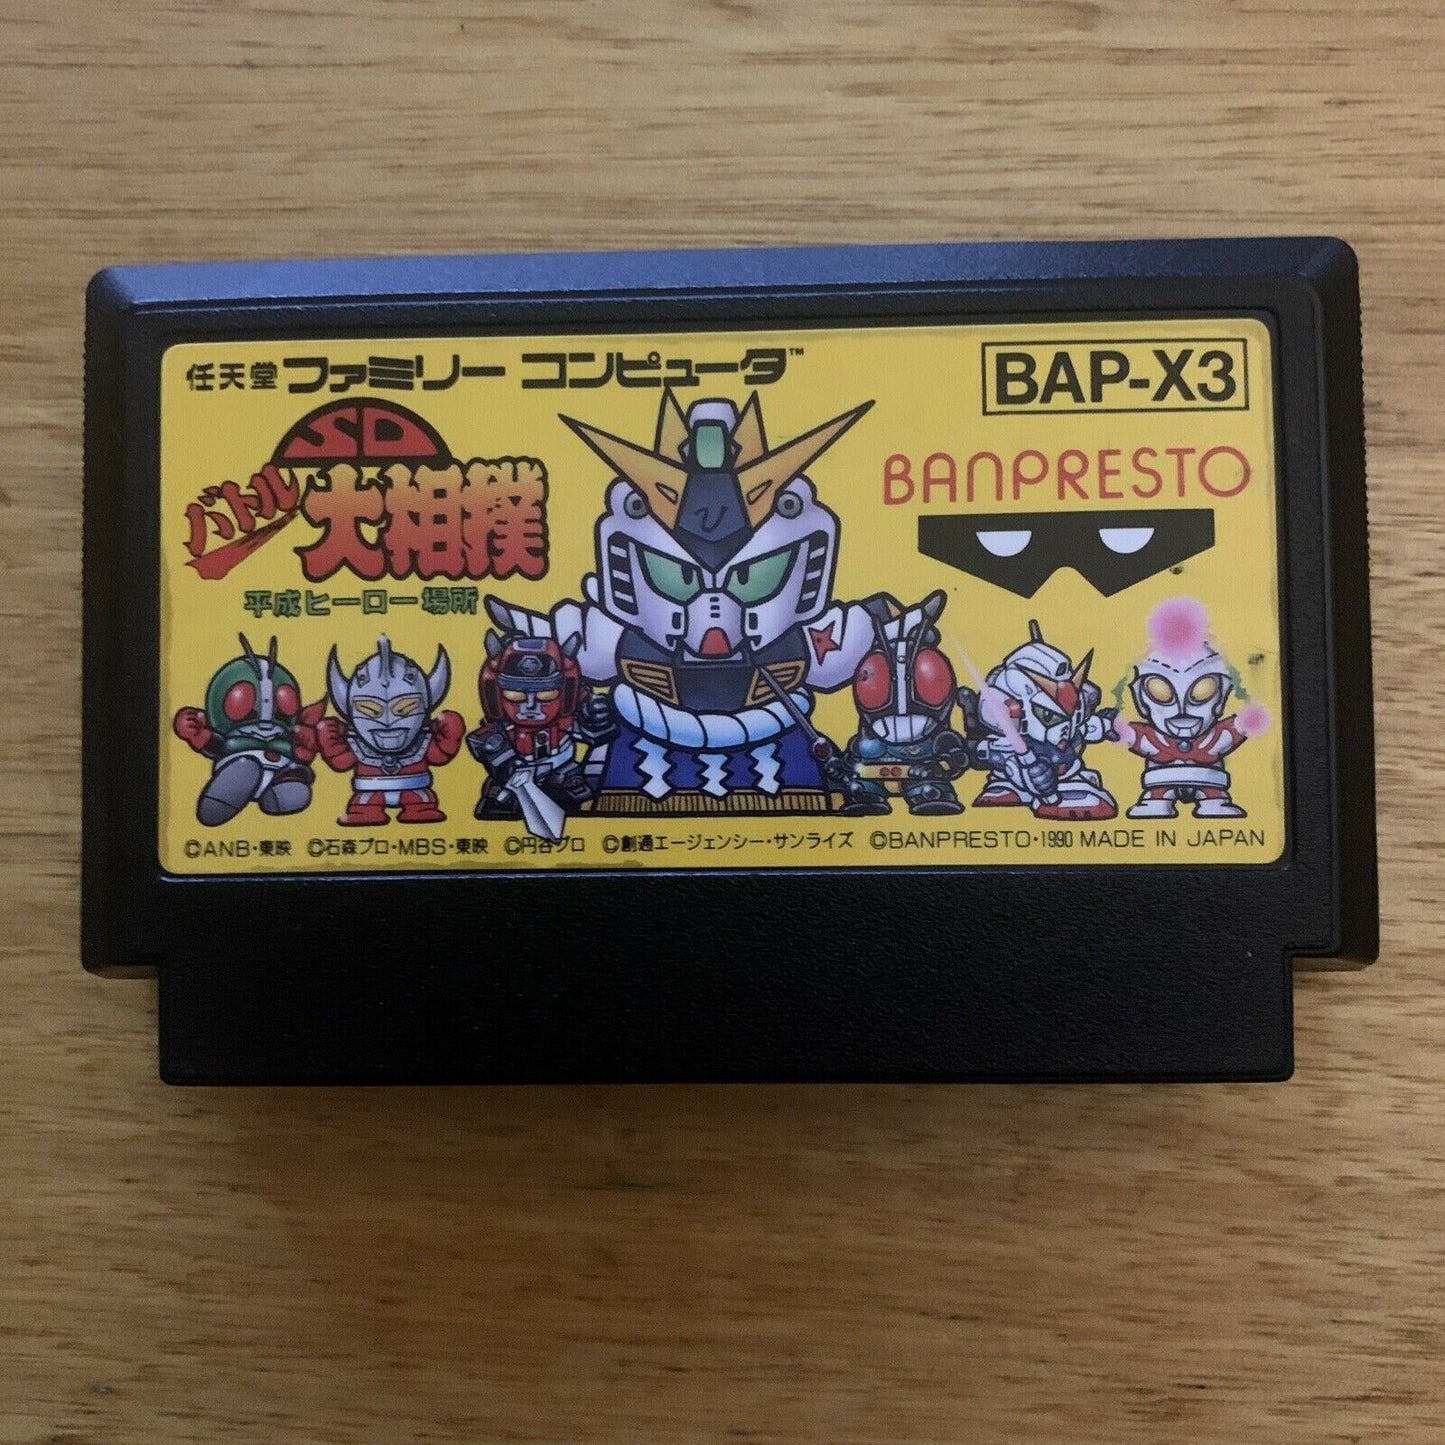 任天堂 ファミリー コンピュータ™
BAP-X3
SD
バトル
大相撲
平成ヒーロー場所
BANPRESTO
ν
©ANB・東映 ©石森プロ・MBS・東映 ©円谷プロ ©創通エージェンシー・サンライズ ©BANPRESTO・1990 MADE IN JAPAN